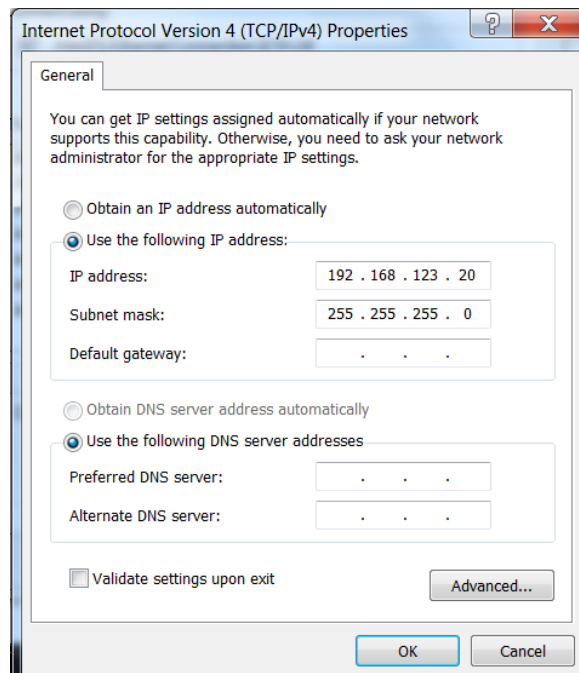 Internet Protocol Version 4 (TCP/IPv4) Properties
?
X
General
You can get IP settings assigned automatically if your network
supports this capability. Otherwise, you need to ask your network
administrator for the appropriate IP settings.
Obtain an IP address automatically
Use the following IP address:
IP address: 192 . 168 . 123 . 20
Subnet mask: 255 . 255 . 255 . 0
Default gateway: . . .
Obtain DNS server address automatically
Use the following DNS server addresses
Preferred DNS server: . . .
Alternate DNS server: . . .
Validate settings upon exit
Advanced...
OK Cancel